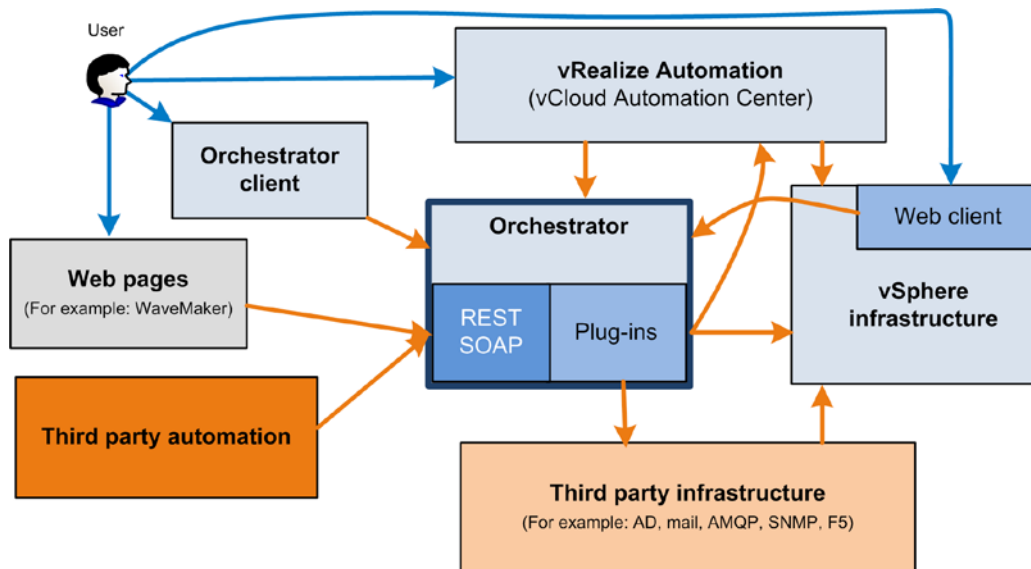 User
vRealize Automation
(vCloud Automation Center)
Orchestrator
client
Orchestrator
Web client
Web pages
(For example: WaveMaker)
vSphere
infrastructure
REST
SOAP
Plug-ins
Third party automation
Third party infrastructure
(For example: AD, mail, AMQP, SNMP, F5)